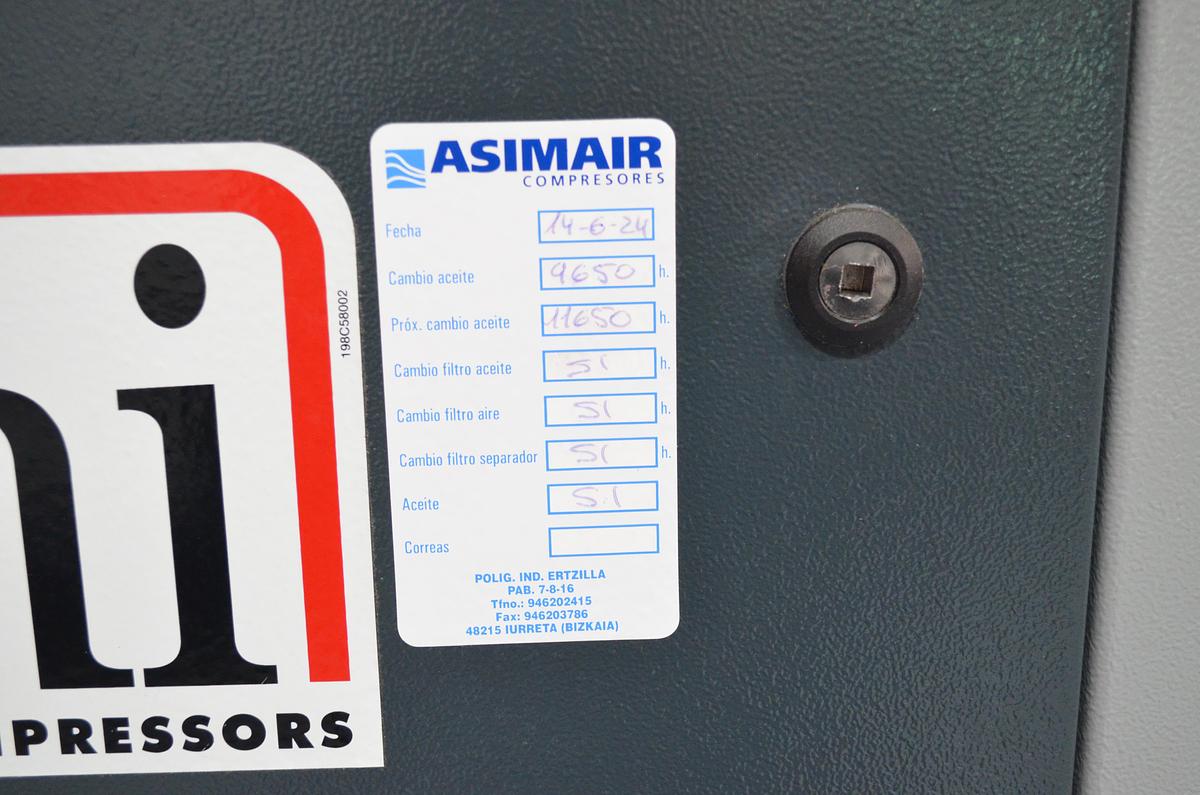 ni
MPRESSORS
198C58002
ASIMAIR
COMPRESORES
Fecha 14-6-24
Cambio aceite 9650 h.
Próx. cambio aceite 11650 h.
Cambio filtro aceite SI h.
Cambio filtro aire SI h.
Cambio filtro separador SI h.
Aceite SI
Correas
POLIG. IND. ERTZILLA
PAB. 7-8-16
Tfno.: 946202415
Fax: 946203786
48215 IURRETA (BIZKAIA)